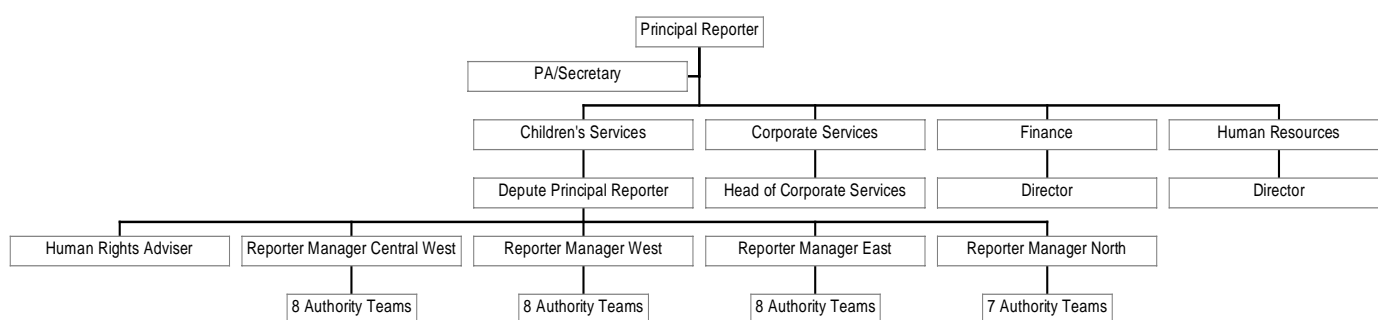 Principal Reporter
PA/Secretary
Children's Services
Corporate Services
Finance
Human Resources
Depute Principal Reporter
Head of Corporate Services
Director
Director
Human Rights Adviser
Reporter Manager Central West
Reporter Manager West
Reporter Manager East
Reporter Manager North
8 Authority Teams
8 Authority Teams
8 Authority Teams
7 Authority Teams